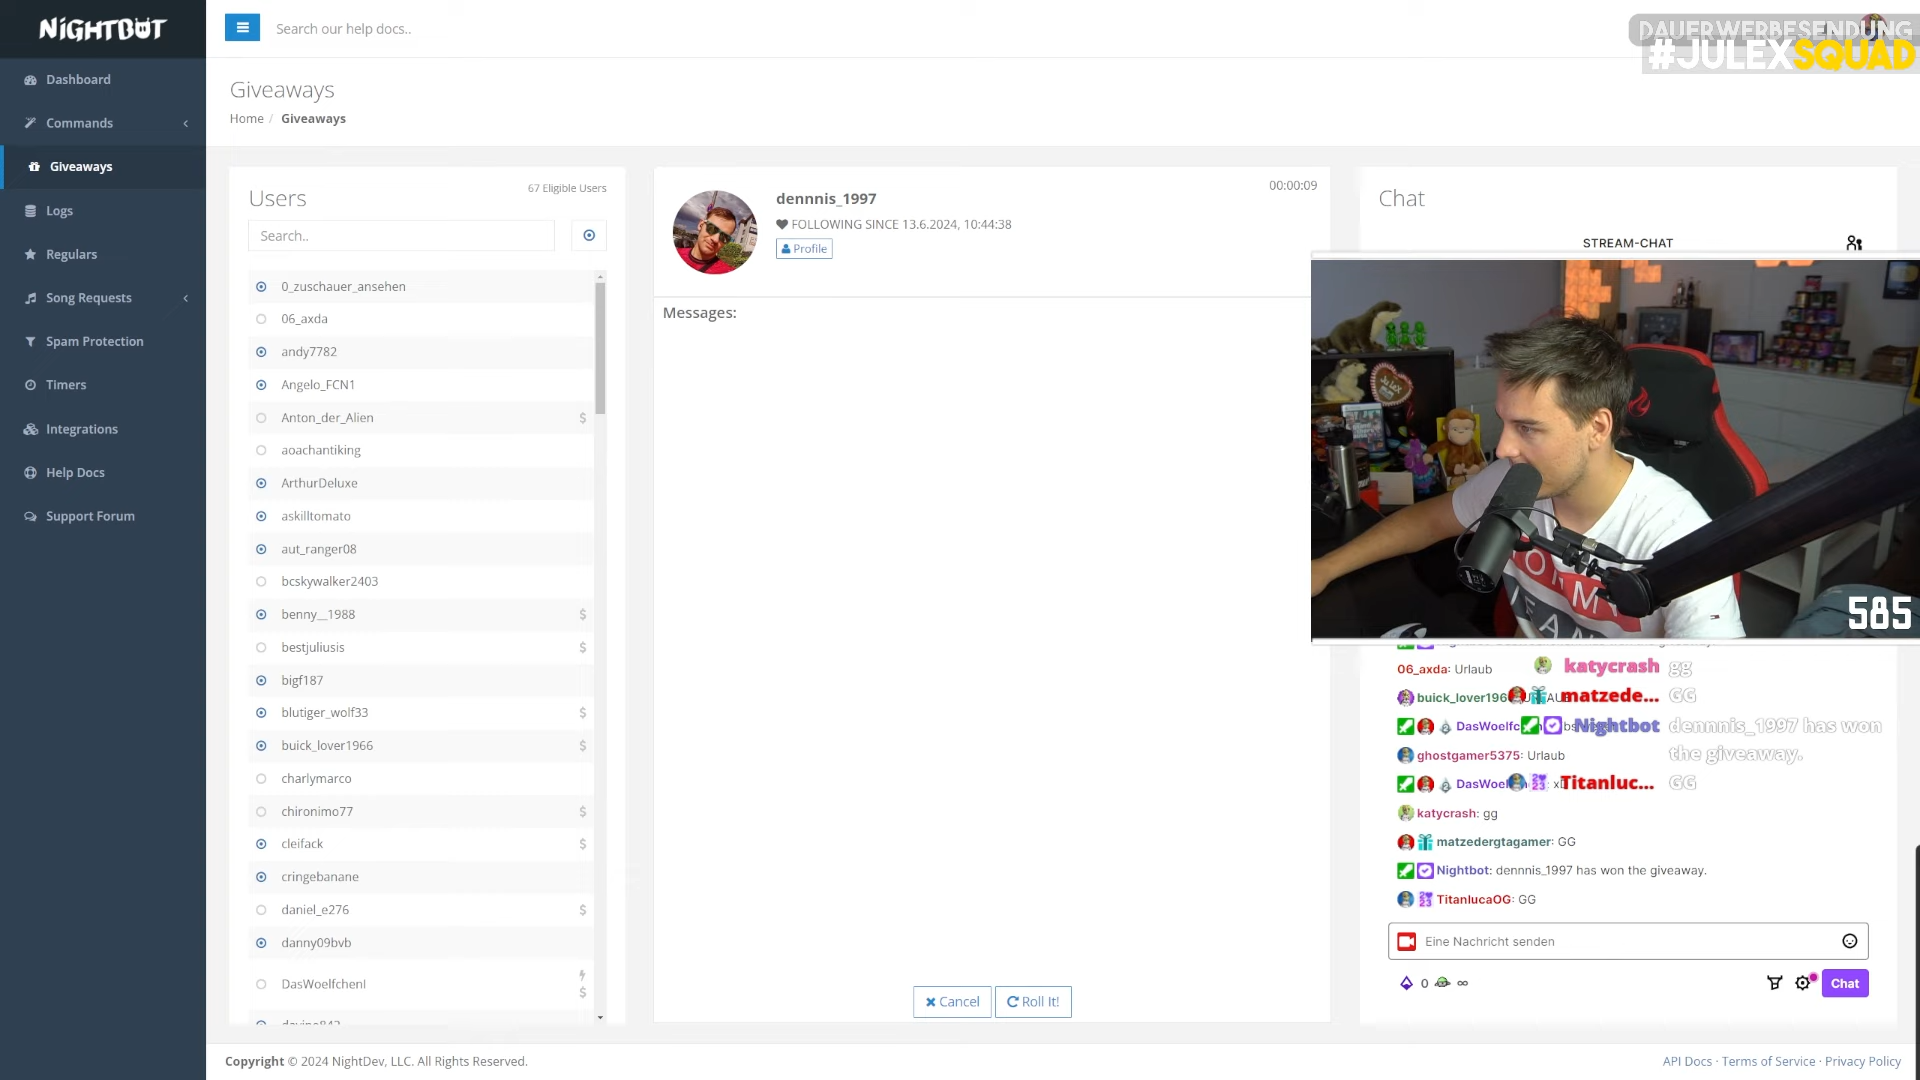 NIGHTBOT
Search our help docs..
DAUERWERBESENDUNG
#JULEXSQUAD
Dashboard
Commands
Giveaways
Logs
Regulars
Song Requests
Spam Protection
Timers
Integrations
Help Docs
Support Forum
Giveaways
Home / Giveaways
Users
67 Eligible Users
Search..
0_zuschauer_ansehen
06_axda
andy7782
Angelo_FCN1
Anton_der_Alien $
aoachantiking
ArthurDeluxe
askilltomato
aut_ranger08
bcskywalker2403
benny__1988 $
bestjuliusis $
bigf187
blutiger_wolf33 $
buick_lover1966 $
charlymarco
chironimo77 $
cleifack $
cringebanane
daniel_e276 $
danny09bvb
DasWoelfchenI $
dennnis_1997
00:00:09
FOLLOWING SINCE 13.6.2024, 10:44:38
Profile
Messages:
Cancel
Roll It!
Chat
STREAM-CHAT
585
06_axda: Urlaub
katycrash gg
buick_lover196
matzede... GG
DasWoelfc
Nightbot dennnis_1997 has won
the giveaway.
ghostgamer5375: Urlaub
DasWoel
Titanluc... GG
katycrash: gg
matzedergtagamer: GG
Nightbot: dennnis_1997 has won the giveaway.
TitanlucaOG: GG
Eine Nachricht senden
0 ∞
Chat
Copyright © 2024 NightDev, LLC. All Rights Reserved.
API Docs · Terms of Service · Privacy Policy